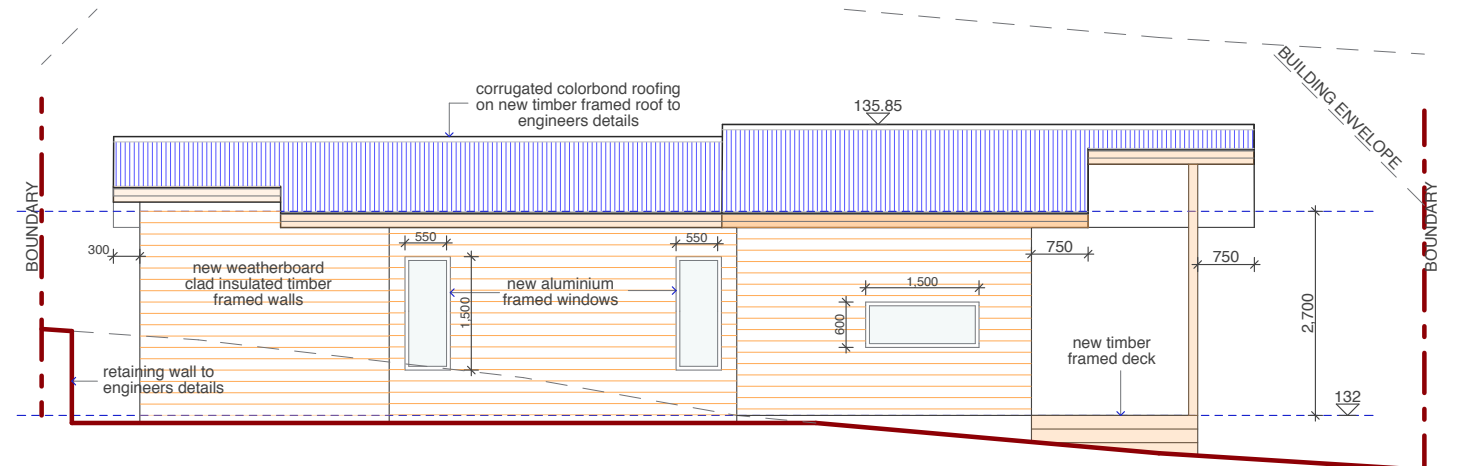 corrugated colorbond roofing
on new timber framed roof to
engineers details
135.85
BUILDING ENVELOPE
BOUNDARY
BOUNDARY
300
550
550
750
750
new weatherboard
clad insulated timber
framed walls
1,500
new aluminium
framed windows
1,500
600
2,700
new timber
framed deck
retaining wall to
engineers details
132